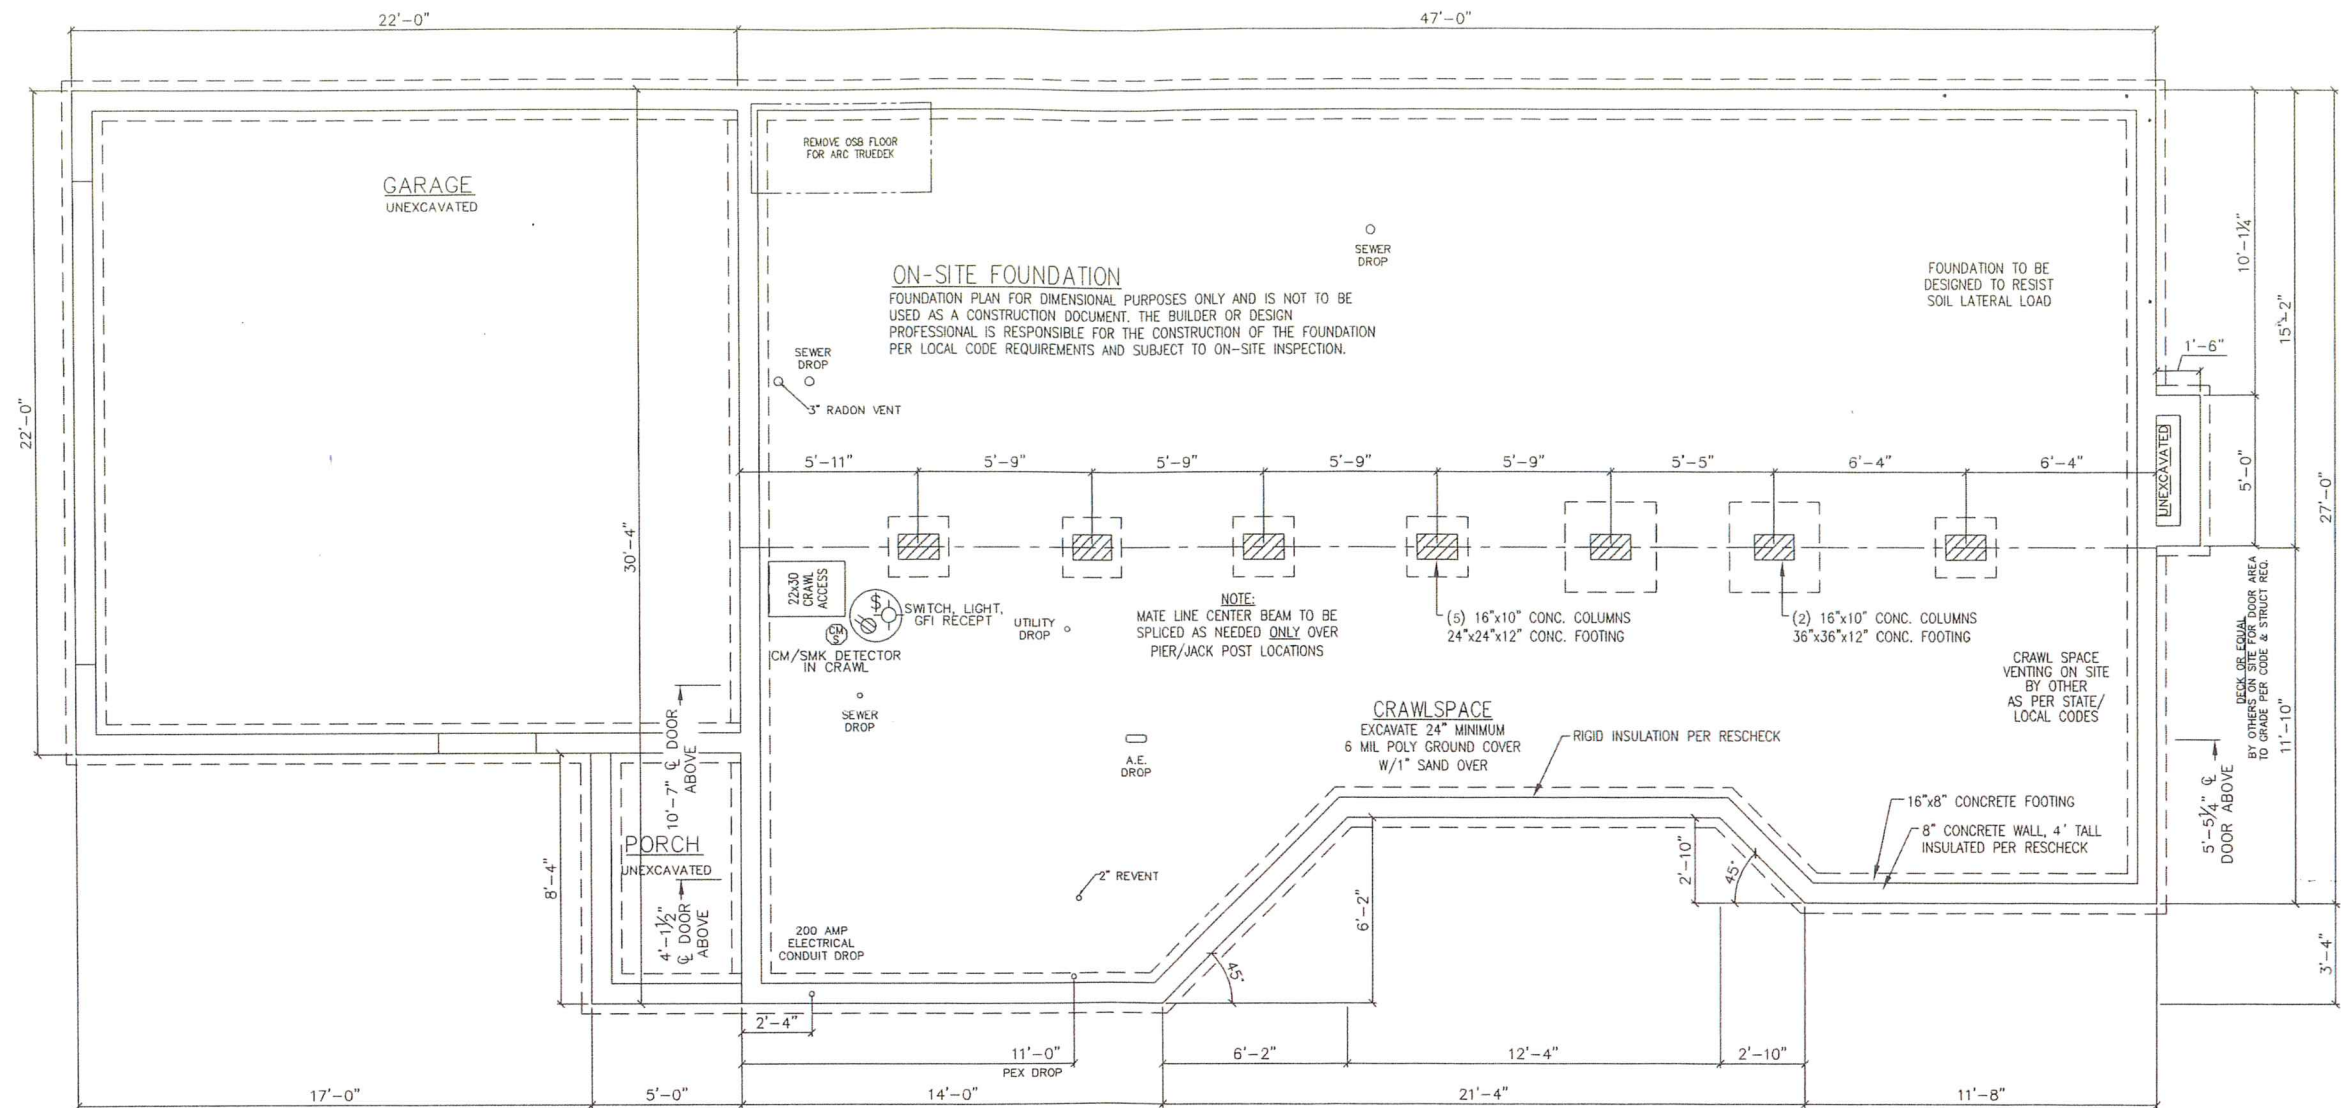 22'-0"
47'-0"
REMOVE OSB FLOOR
FOR ARC TRUEDEK
GARAGE
UNEXCAVATED
SEWER
DROP
ON-SITE FOUNDATION
FOUNDATION PLAN FOR DIMENSIONAL PURPOSES ONLY AND IS NOT TO BE
USED AS A CONSTRUCTION DOCUMENT. THE BUILDER OR DESIGN
PROFESSIONAL IS RESPONSIBLE FOR THE CONSTRUCTION OF THE FOUNDATION
PER LOCAL CODE REQUIREMENTS AND SUBJECT TO ON-SITE INSPECTION.
FOUNDATION TO BE
DESIGNED TO RESIST
SOIL LATERAL LOAD
10'-1¼"
15'-2"
1'-6"
SEWER
DROP
3" RADON VENT
22'-0"
5'-11"
5'-9"
5'-9"
5'-9"
5'-9"
5'-5"
6'-4"
6'-4"
UNEXCAVATED
5'-0"
27'-0"
30'-4"
22x30
CRAWL
ACCESS
SWITCH, LIGHT,
GFI RECEPT
$
CM
S
CM/SMK DETECTOR
IN CRAWL
UTILITY
DROP
NOTE:
MATE LINE CENTER BEAM TO BE
SPLICED AS NEEDED ONLY OVER
PIER/JACK POST LOCATIONS
(5) 16"x10" CONC. COLUMNS
24"x24"x12" CONC. FOOTING
(2) 16"x10" CONC. COLUMNS
36"x36"x12" CONC. FOOTING
CRAWL SPACE
VENTING ON SITE
BY OTHER
AS PER STATE/
LOCAL CODES
DECK OR EQUAL
BY OTHERS ON SITE FOR DOOR AREA
TO GRADE PER CODE & STRUCT REQ.
11'-10"
SEWER
DROP
A.E.
DROP
CRAWLSPACE
EXCAVATE 24" MINIMUM
6 MIL POLY GROUND COVER
W/1" SAND OVER
RIGID INSULATION PER RESCHECK
10'-7" ℄ DOOR
ABOVE
5'-5¼" ℄
DOOR ABOVE
16"x8" CONCRETE FOOTING
8" CONCRETE WALL, 4' TALL
INSULATED PER RESCHECK
PORCH
UNEXCAVATED
8'-4"
4'-1½"
℄ DOOR
ABOVE
2" REVENT
200 AMP
ELECTRICAL
CONDUIT DROP
6'-2"
2'-10"
45°
45°
3'-4"
2'-4"
11'-0"
PEX DROP
6'-2"
12'-4"
2'-10"
17'-0"
5'-0"
14'-0"
21'-4"
11'-8"